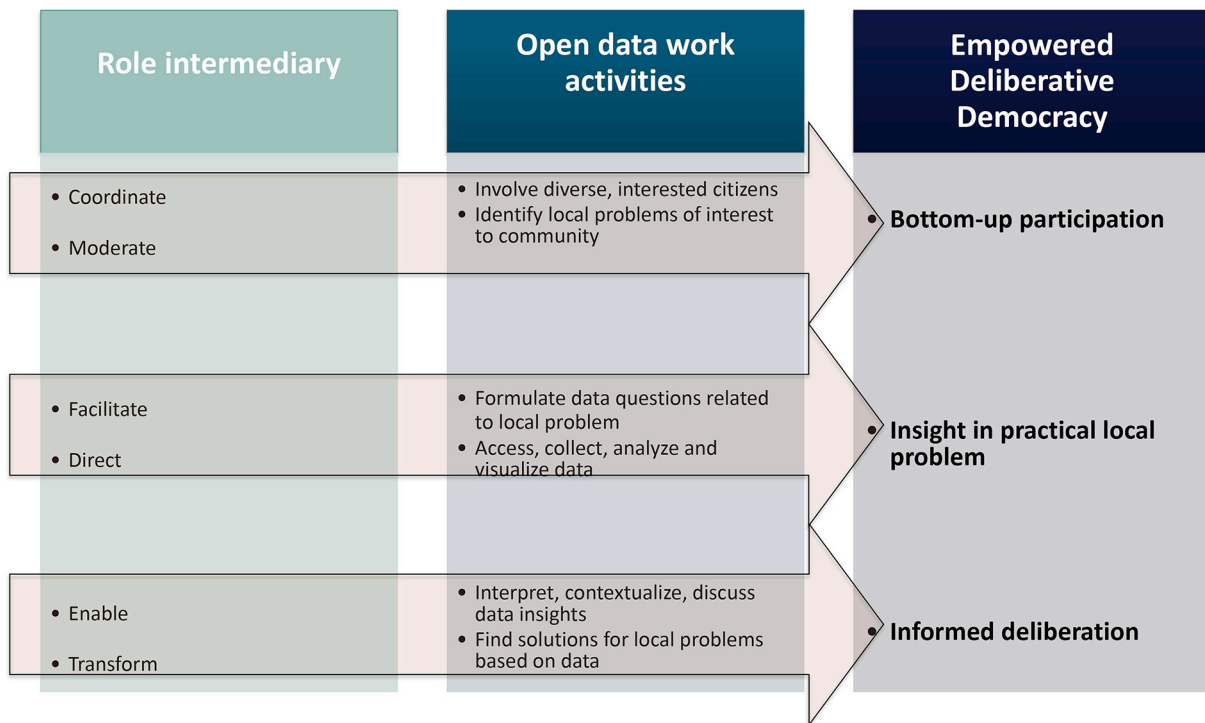 Role intermediary
Open data work
activities
Empowered
Deliberative
Democracy
• Coordinate
• Moderate
• Involve diverse, interested citizens
• Identify local problems of interest
to community
• Bottom-up participation
• Facilitate
• Direct
• Formulate data questions related
to local problem
• Access, collect, analyze and
visualize data
• Insight in practical local
problem
• Enable
• Transform
• Interpret, contextualize, discuss
data insights
• Find solutions for local problems
based on data
• Informed deliberation